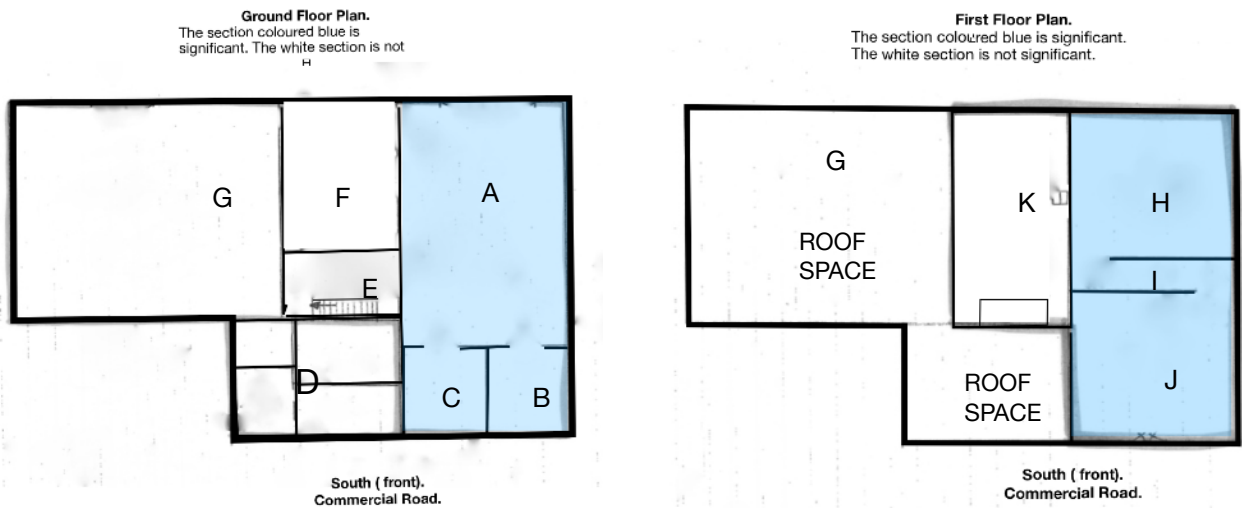 Ground Floor Plan.
The section coloured blue is
significant. The white section is not
H
G
F
A
E
D
C
B
South ( front).
Commercial Road.
First Floor Plan.
The section coloured blue is significant.
The white section is not significant.
G
K
H
ROOF
SPACE
I
ROOF
SPACE
J
xx
South ( front).
Commercial Road.